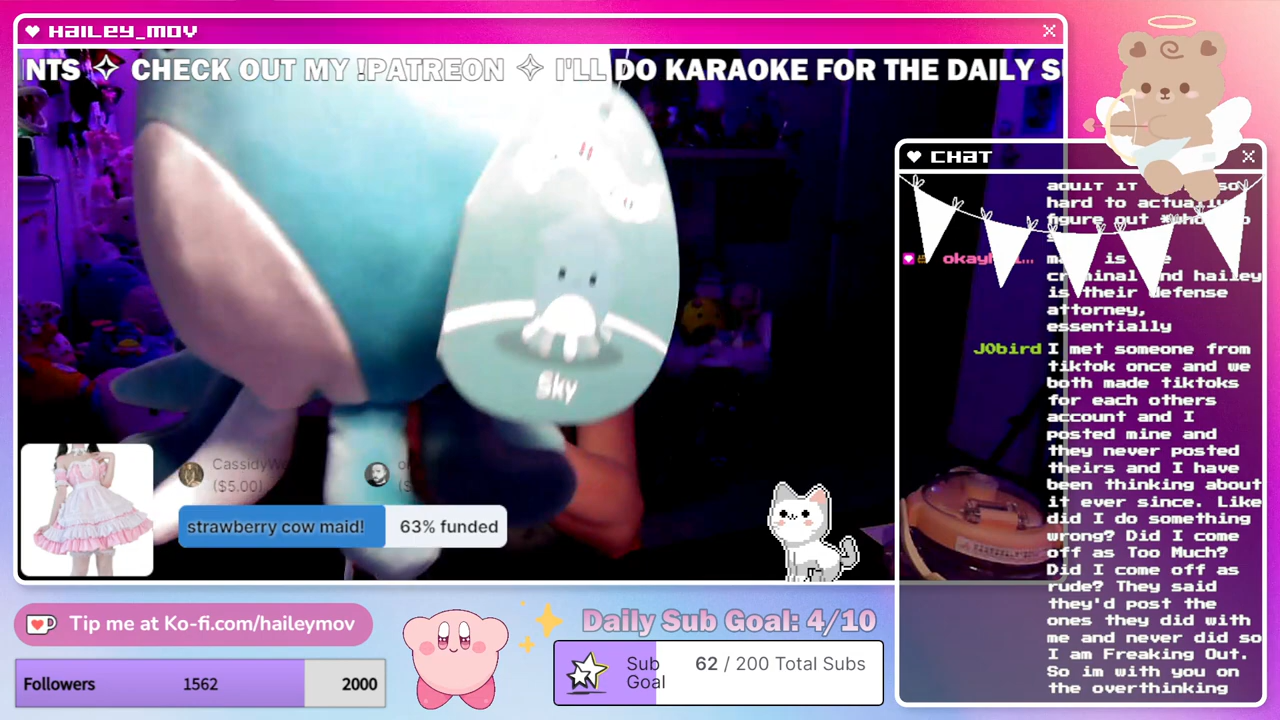 HAILEY_MOV
NTS ✧ CHECK OUT MY !PATREON ✧ I'LL DO KARAOKE FOR THE DAILY S
CHAT
hard to actually
figure out
okay
is
and hailey
is their defense
attorney,
essentially
J0bird I met someone from
tiktok once and we
both made tiktoks
for each others
account and I
posted mine and
they never posted
theirs and I have
been thinking about
it ever since. Like
did I do something
wrong? Did I come
off as Too Much?
Did I come off as
rude? They said
they'd post the
ones they did with
me and never did so
I am Freaking Out.
So im with you on
the overthinking
Sky
($5.00)
strawberry cow maid!
63% funded
Tip me at Ko-fi.com/haileymov
Followers 1562 2000
Daily Sub Goal: 4/10
Sub Goal
62 / 200 Total Subs